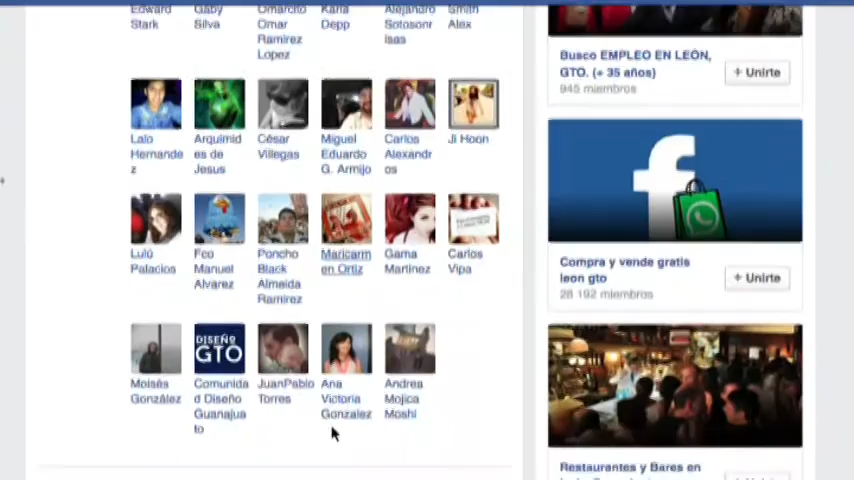 Edward
Stark
Gaby
Silva
Omarcito
Omar
Ramirez
Lopez
Karla
Depp
Alejandro
Sotosonr
isas
Smith
Alex
Lalo
Hernande
z
Arquimid
es de
Jesus
César
Villegas
Miguel
Eduardo
G. Armijo
Carlos
Alexandr
os
Ji Hoon
Lulú
Palacios
Fco
Manuel
Alvarez
Poncho
Black
Almeida
Ramirez
Maricarm
en Ortiz
Gama
Martinez
Carlos
Vipa
DISEÑO
GTO
Moisés
González
Comunida
d Diseño
Guanajua
to
JuanPablo
Torres
Ana
Victoria
Gonzalez
Andrea
Mojica
Moshi
Busco EMPLEO EN LEÓN,
GTO. (+ 35 años)
945 miembros
+ Unirte
Compra y vende gratis
leon gto
28 192 miembros
+ Unirte
Restaurantes y Bares en